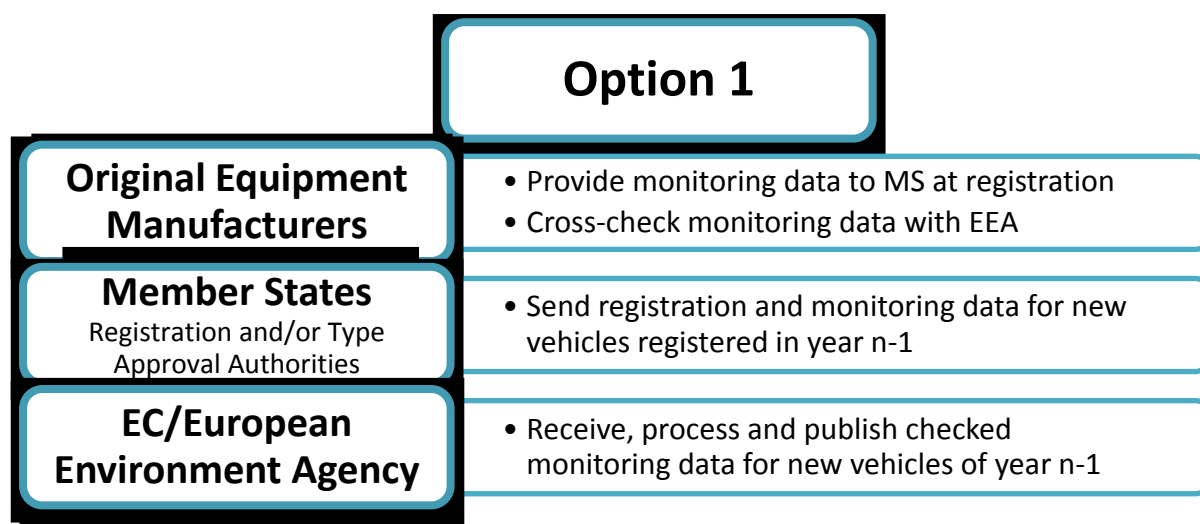 Option 1
Original Equipment
Manufacturers
• Provide monitoring data to MS at registration
• Cross-check monitoring data with EEA
Member States
Registration and/or Type
Approval Authorities
• Send registration and monitoring data for new
vehicles registered in year n-1
EC/European
Environment Agency
• Receive, process and publish checked
monitoring data for new vehicles of year n-1